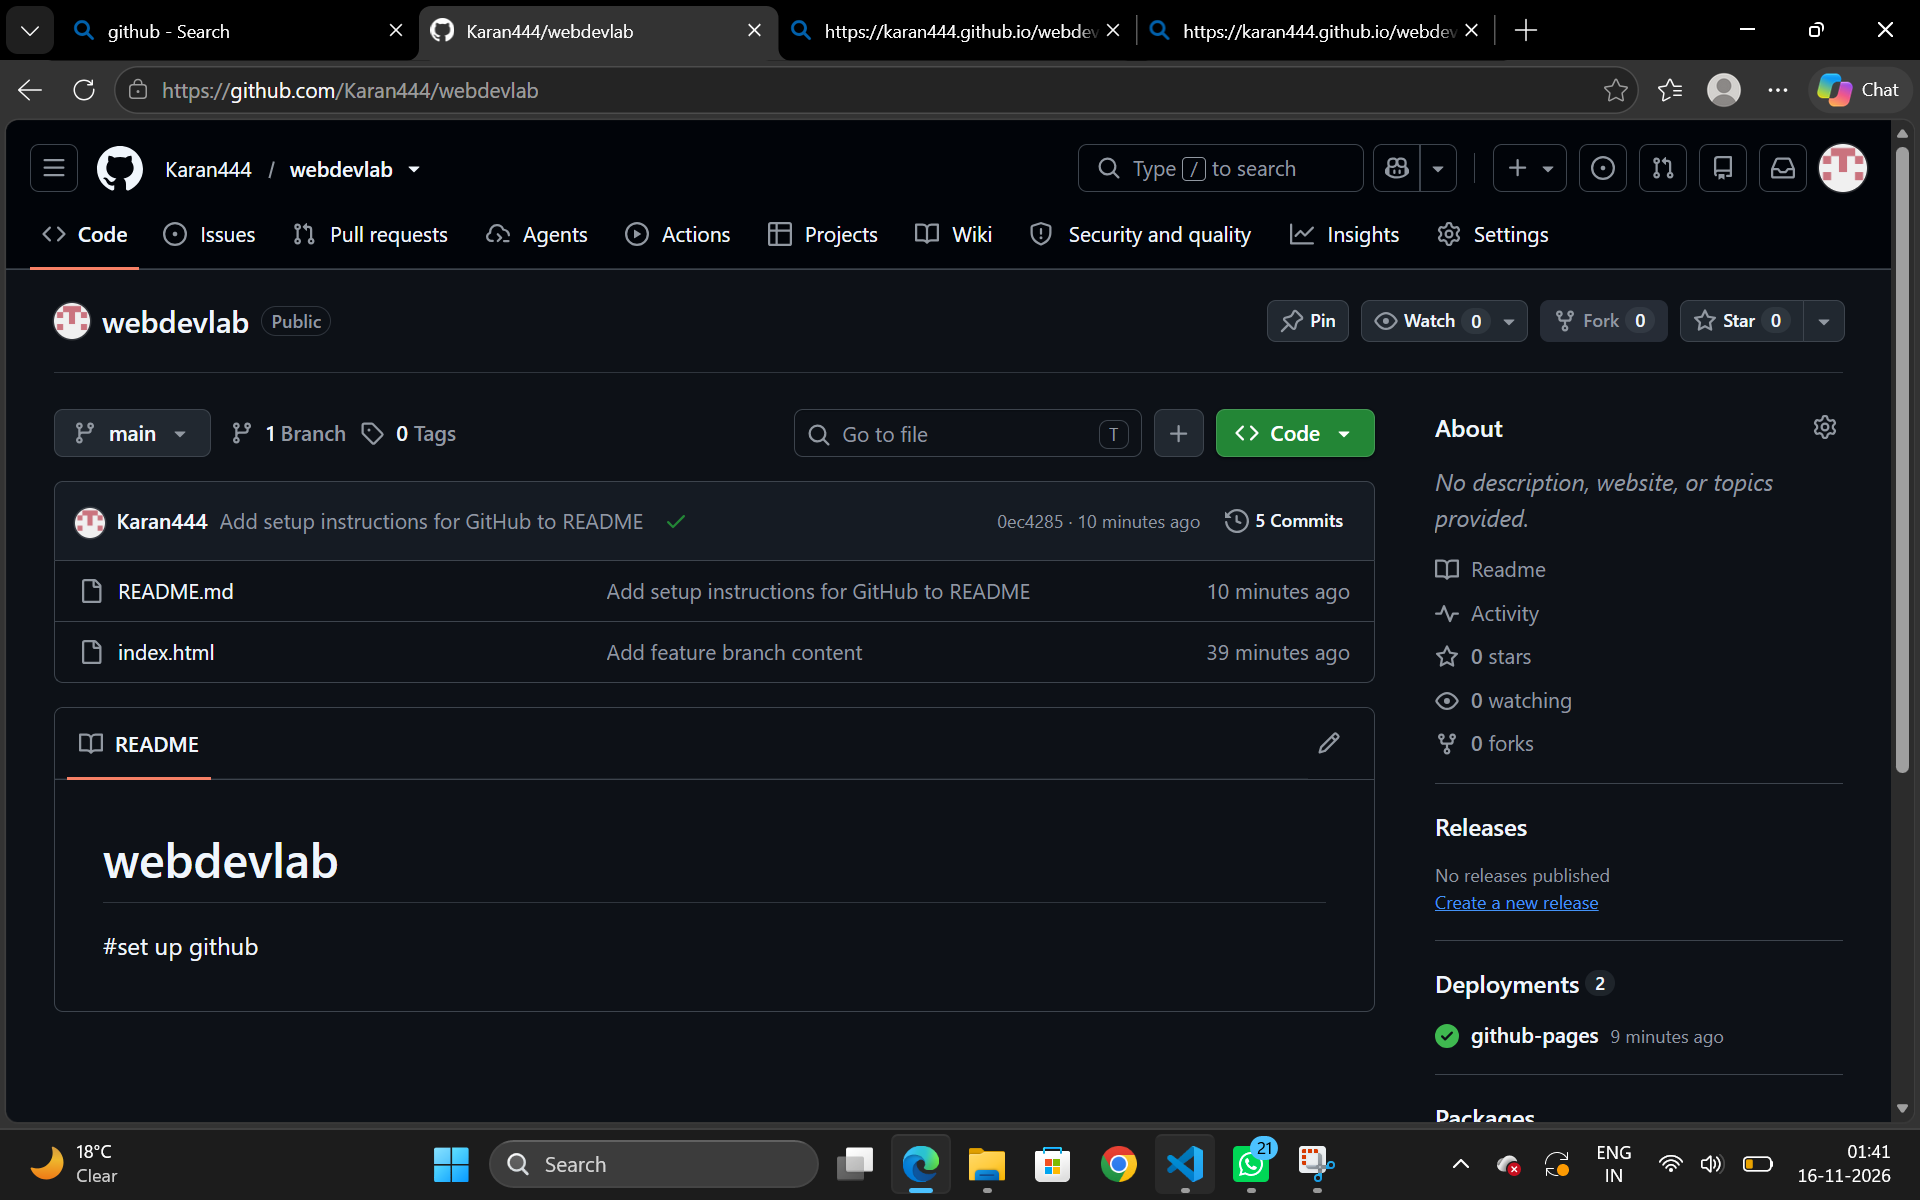 github - Search
Karan444/webdevlab
https://karan444.github.io/webdev
https://karan444.github.io/webde
https://github.com/Karan444/webdevlab
Chat
Karan444 / webdevlab
Type / to search
Code
Issues
Pull requests
Agents
Actions
Projects
Wiki
Security and quality
Insights
Settings
webdevlab Public
Pin
Watch 0
Fork 0
Star 0
main
1 Branch
0 Tags
Go to file T
Code
About
No description, website, or topics
provided.
Karan444 Add setup instructions for GitHub to README
0ec4285 · 10 minutes ago
5 Commits
README.md Add setup instructions for GitHub to README 10 minutes ago
index.html Add feature branch content 39 minutes ago
Readme
Activity
0 stars
0 watching
0 forks
README
webdevlab
#set up github
Releases
No releases published
Create a new release
Deployments 2
github-pages 9 minutes ago
Packages
18°C
Clear
Search
21
ENG
IN
01:41
16-11-2026